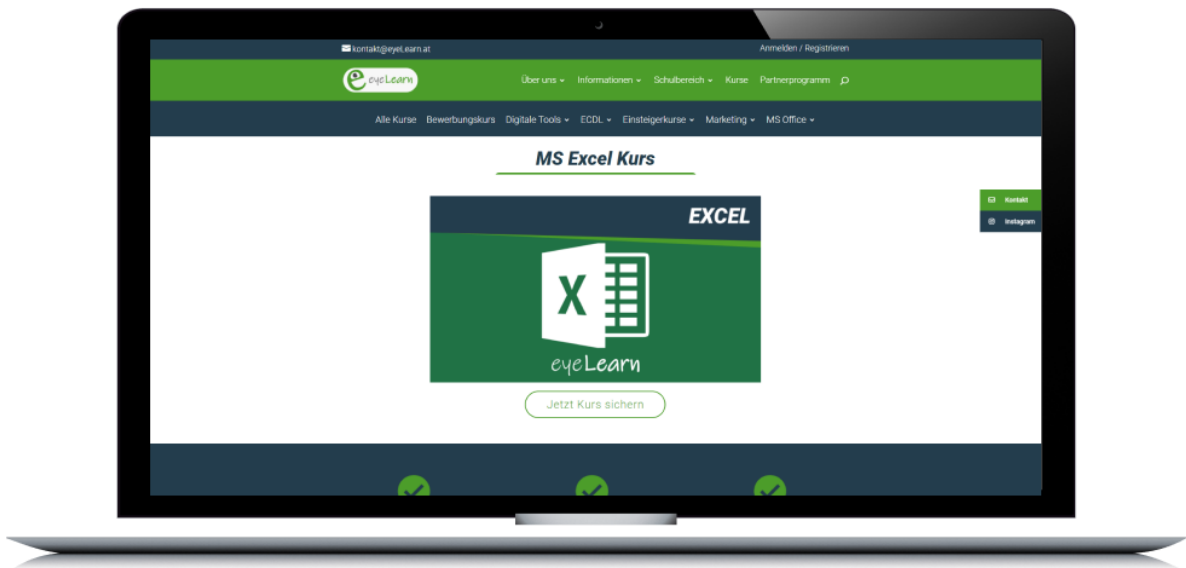 kontakt@eyeLearn.at
Anmelden / Registrieren
eyeLearn
Über uns
Informationen
Schulbereich
Kurse
Partnerprogramm
Alle Kurse
Bewerbungskurs
Digitale Tools
ECDL
Einsteigerkurse
Marketing
MS Office
MS Excel Kurs
Kontakt
Instagram
EXCEL
X
eyeLearn
Jetzt Kurs sichern